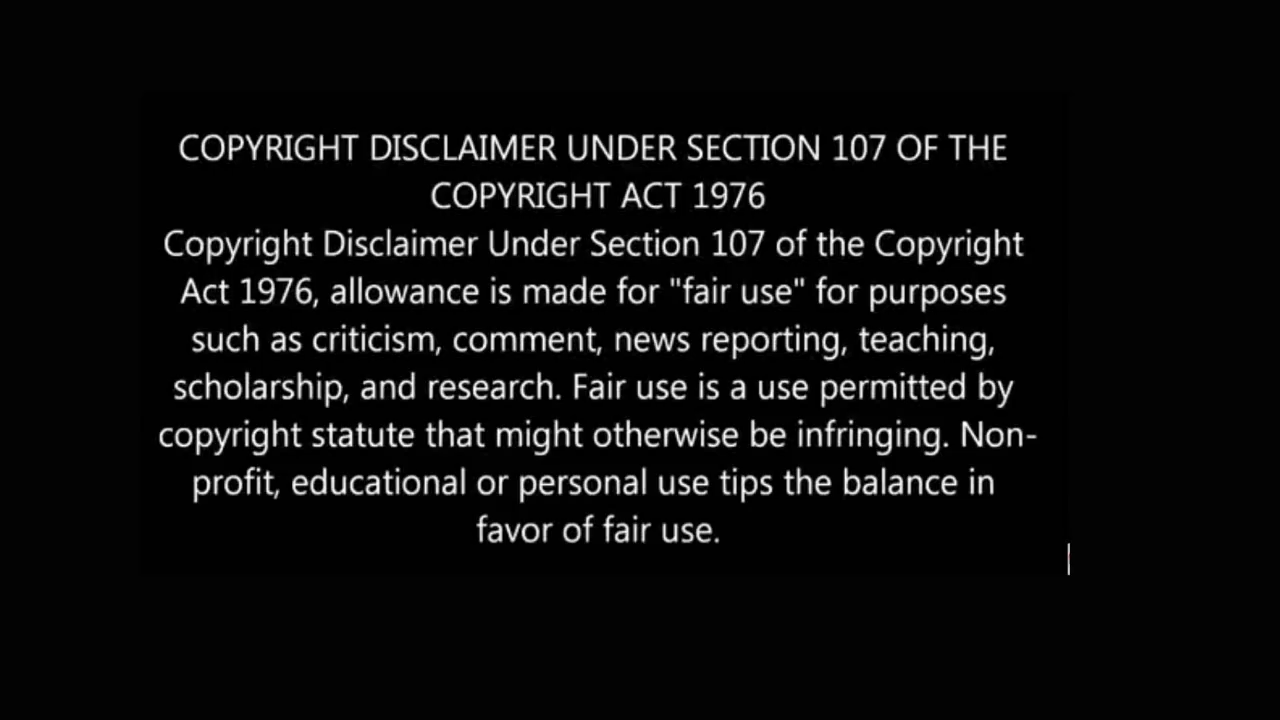 COPYRIGHT DISCLAIMER UNDER SECTION 107 OF THE
COPYRIGHT ACT 1976
Copyright Disclaimer Under Section 107 of the Copyright
Act 1976, allowance is made for "fair use" for purposes
such as criticism, comment, news reporting, teaching,
scholarship, and research. Fair use is a use permitted by
copyright statute that might otherwise be infringing. Non-
profit, educational or personal use tips the balance in
favor of fair use.